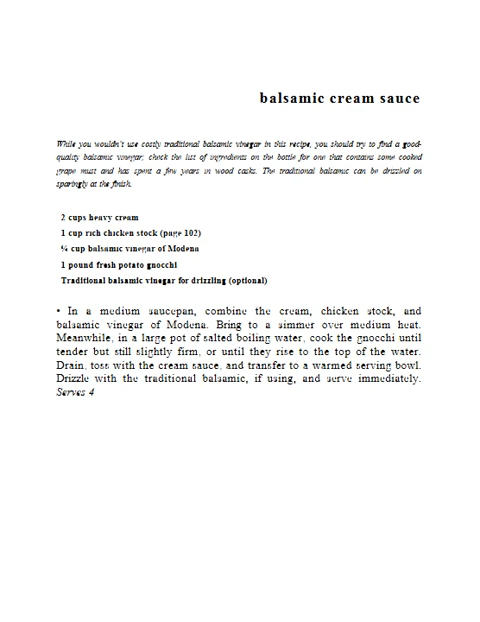 balsamic cream sauce
While you wouldn't use costly traditional balsamic vinegar in this recipe, you should try to find a good-
quality balsamic vinegar; check the list of ingredients on the bottle for one that contains some cooked
grape must and has spent a few years in wood casks. The traditional balsamic can be drizzled on
sparingly at the finish.
2 cups heavy cream
1 cup rich chicken stock (page 102)
¼ cup balsamic vinegar of Modena
1 pound fresh potato gnocchi
Traditional balsamic vinegar for drizzling (optional)
• In a medium saucepan, combine the cream, chicken stock, and
balsamic vinegar of Modena. Bring to a simmer over medium heat.
Meanwhile, in a large pot of salted boiling water, cook the gnocchi until
tender but still slightly firm, or until they rise to the top of the water.
Drain, toss with the cream sauce, and transfer to a warmed serving bowl.
Drizzle with the traditional balsamic, if using, and serve immediately.
Serves 4